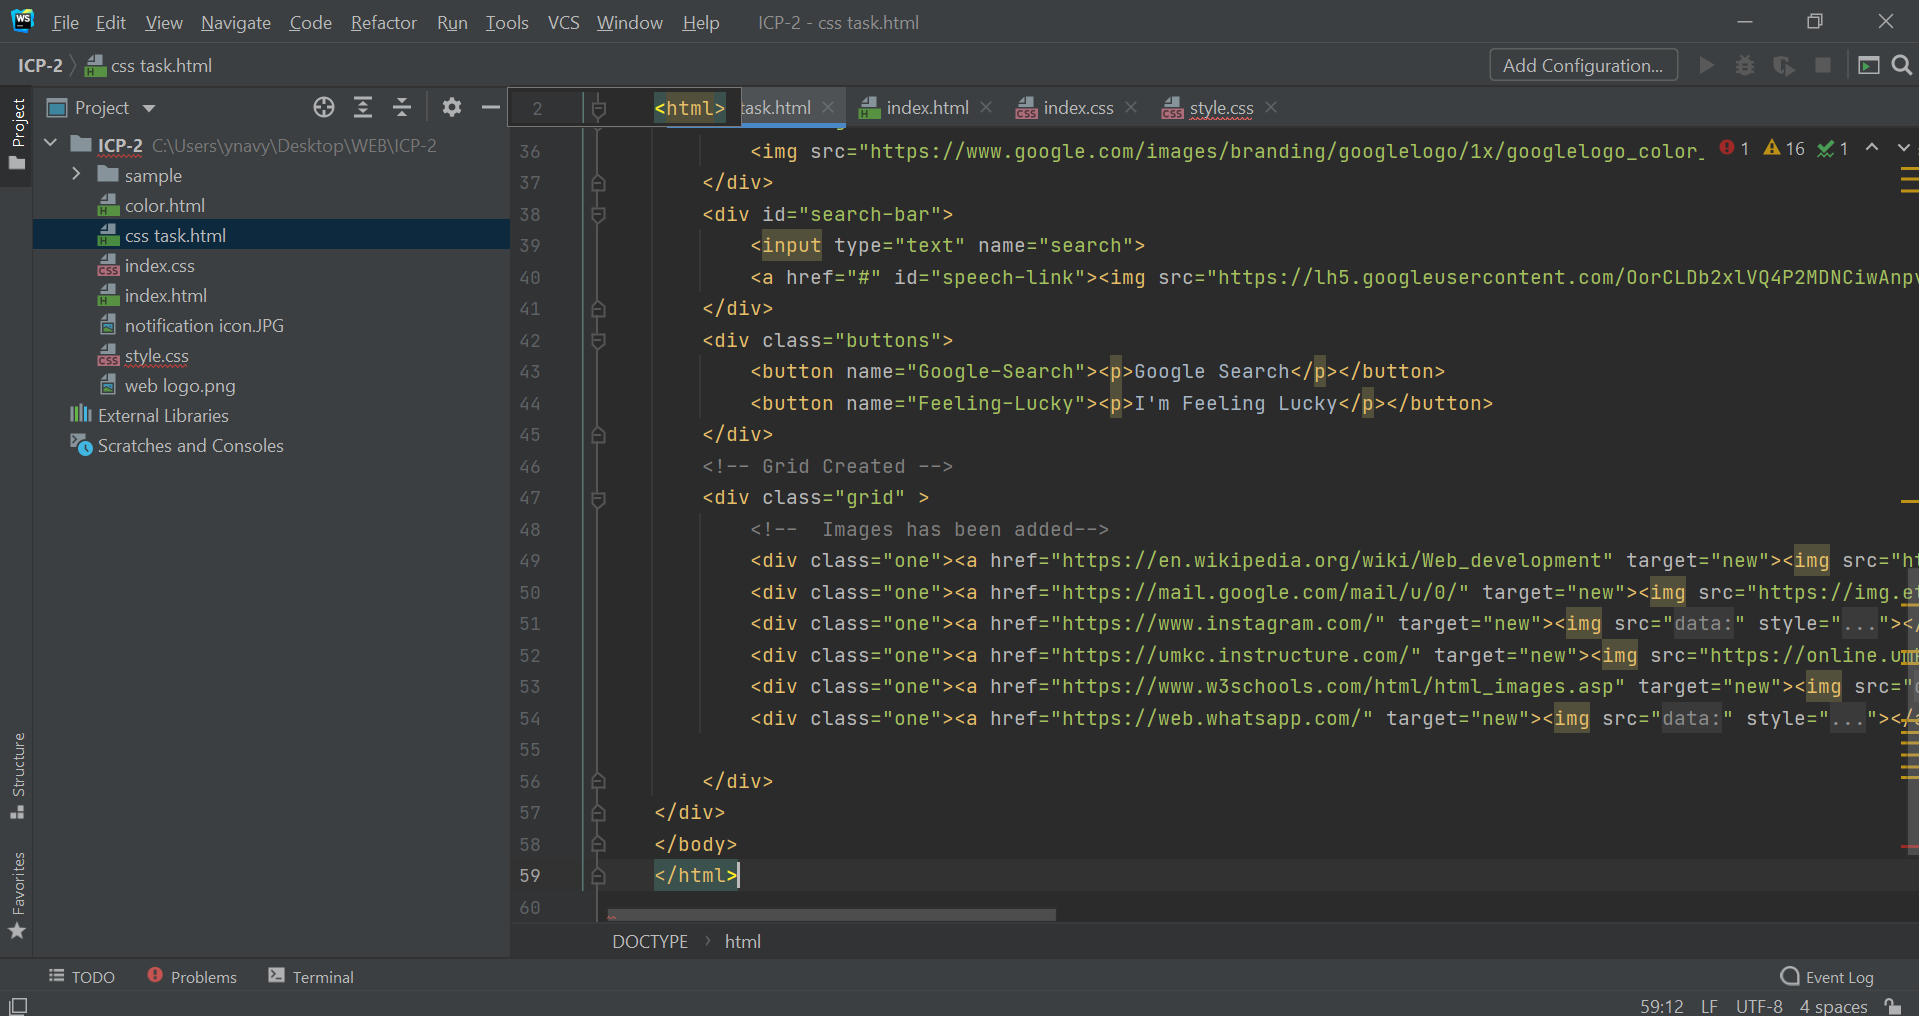 WS File Edit View Navigate Code Refactor Run Tools VCS Window Help ICP-2 - css task.html
ICP-2 css task.html Add Configuration...
Project
Project
2 <html> task.html index.html index.css style.css
ICP-2 C:\Users\ynavy\Desktop\WEB\ICP-2
sample
color.html
css task.html
index.css
index.html
notification icon.JPG
style.css
web logo.png
External Libraries
Scratches and Consoles
1 16 1
36 <img src="https://www.google.com/images/branding/googlelogo/1x/googlelogo_color_
37 </div>
38 <div id="search-bar">
39 <input type="text" name="search">
40 <a href="#" id="speech-link"><img src="https://lh5.googleusercontent.com/OorCLDb2xlVQ4P2MDNCiwAnpv
41 </div>
42 <div class="buttons">
43 <button name="Google-Search"><p>Google Search</p></button>
44 <button name="Feeling-Lucky"><p>I'm Feeling Lucky</p></button>
45 </div>
46 <!-- Grid Created -->
47 <div class="grid" >
48 <!--  Images has been added-->
49 <div class="one"><a href="https://en.wikipedia.org/wiki/Web_development" target="new"><img src="ht
50 <div class="one"><a href="https://mail.google.com/mail/u/0/" target="new"><img src="https://img.et
51 <div class="one"><a href="https://www.instagram.com/" target="new"><img src="data:" style="..."></
52 <div class="one"><a href="https://umkc.instructure.com/" target="new"><img src="https://online.umk
53 <div class="one"><a href="https://www.w3schools.com/html/html_images.asp" target="new"><img src="d
54 <div class="one"><a href="https://web.whatsapp.com/" target="new"><img src="data:" style="..."></a
55
56 </div>
57 </div>
58 </body>
59 </html>
60
Structure
Favorites
DOCTYPE html
TODO Problems Terminal Event Log
59:12 LF UTF-8 4 spaces